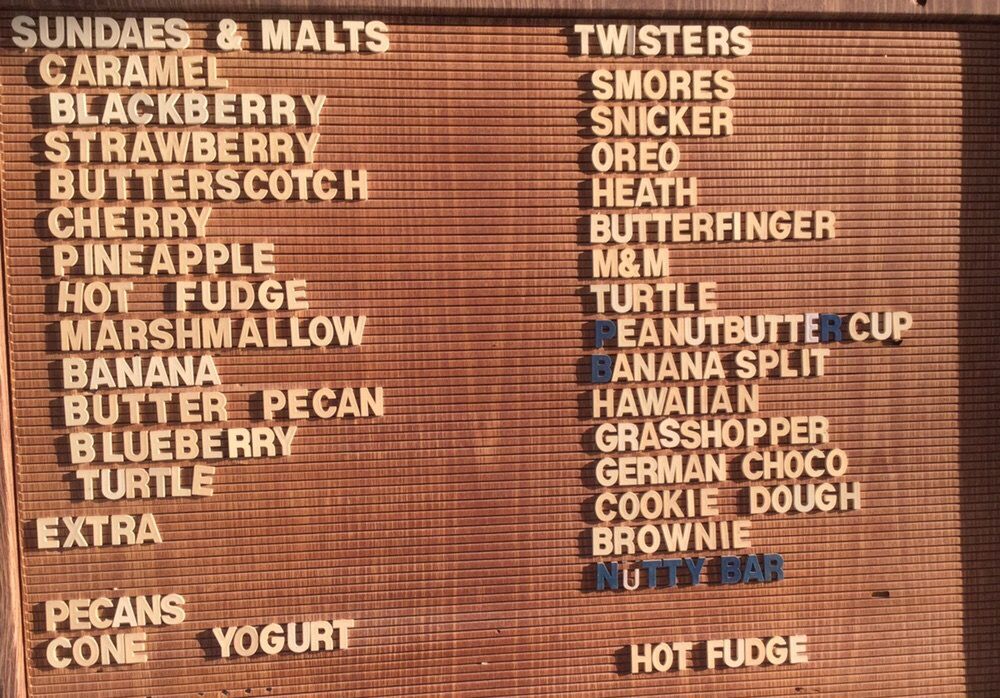 SUNDAES & MALTS
CARAMEL
BLACKBERRY
STRAWBERRY
BUTTERSCOTCH
CHERRY
PINEAPPLE
HOT FUDGE
MARSHMALLOW
BANANA
BUTTER PECAN
BLUEBERRY
TURTLE
EXTRA
PECANS
CONE YOGURT
TWISTERS
SMORES
SNICKER
OREO
HEATH
BUTTERFINGER
M&M
TURTLE
PEANUTBUTTER CUP
BANANA SPLIT
HAWAIIAN
GRASSHOPPER
GERMAN CHOCO
COOKIE DOUGH
BROWNIE
NUTTY BAR
HOT FUDGE